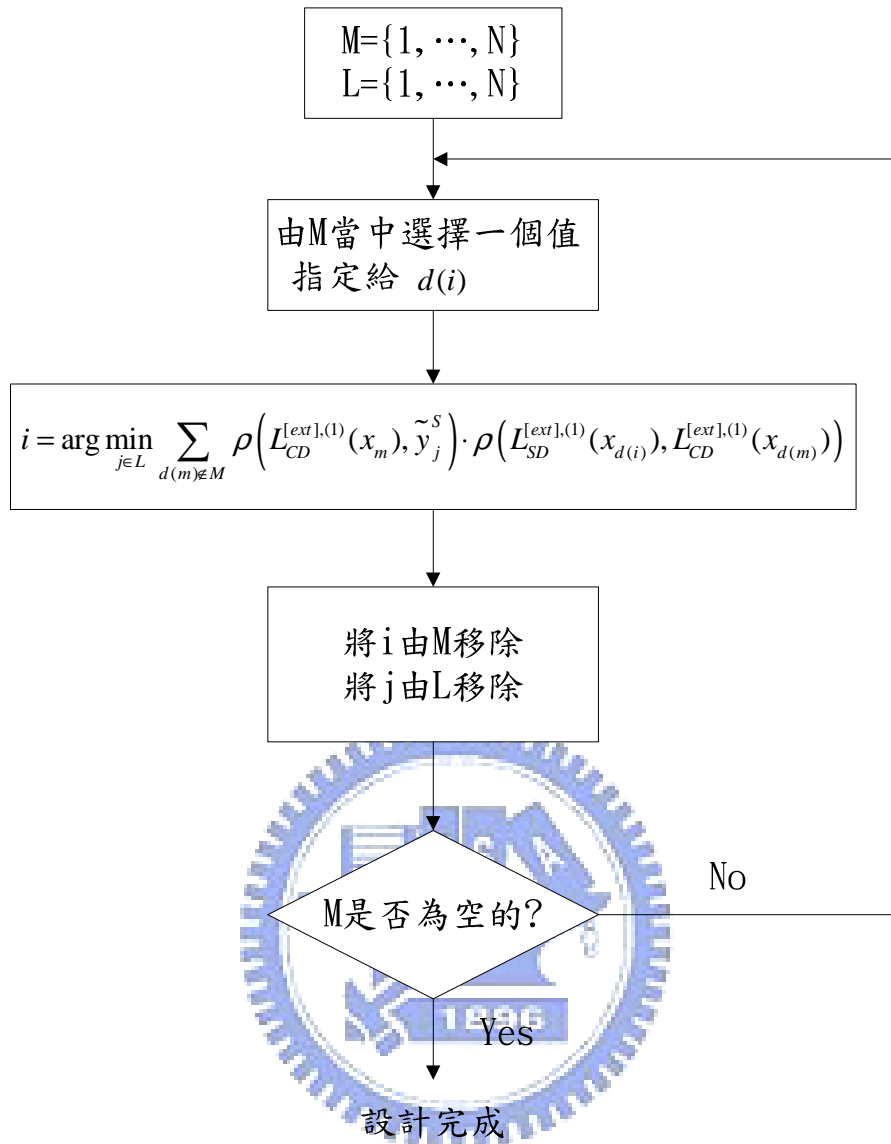 M={1, ⋯, N}
L={1, ⋯, N}
由M當中選擇一個值
指定給 d(i)
i = arg min_{j∈L} ∑_{d(m)∉M} ρ(L_{CD}^{[ext],(1)}(x_m), ỹ_j^S) · ρ(L_{SD}^{[ext],(1)}(x_{d(i)}), L_{CD}^{[ext],(1)}(x_{d(m)}))
將i由M移除
將j由L移除
M是否為空的?
No
1896
Yes
設計完成